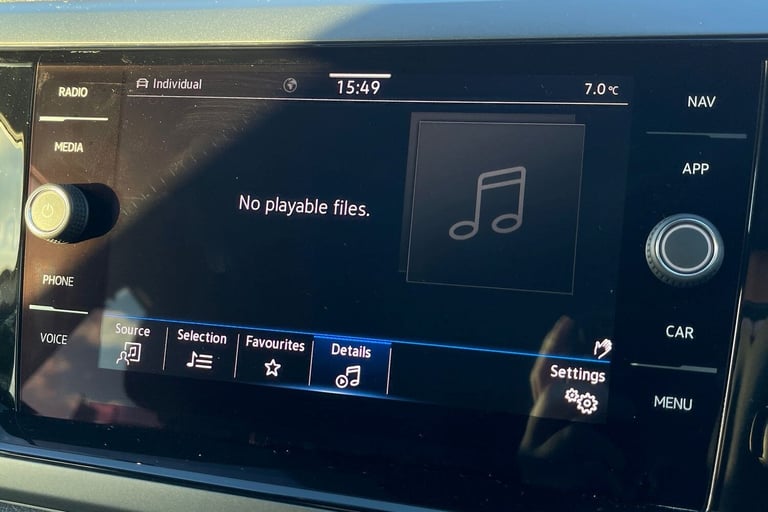 RADIO
MEDIA
PHONE
VOICE
Individual
15:49
7.0°C
No playable files.
Source
Selection
Favourites
Details
Settings
NAV
APP
CAR
MENU